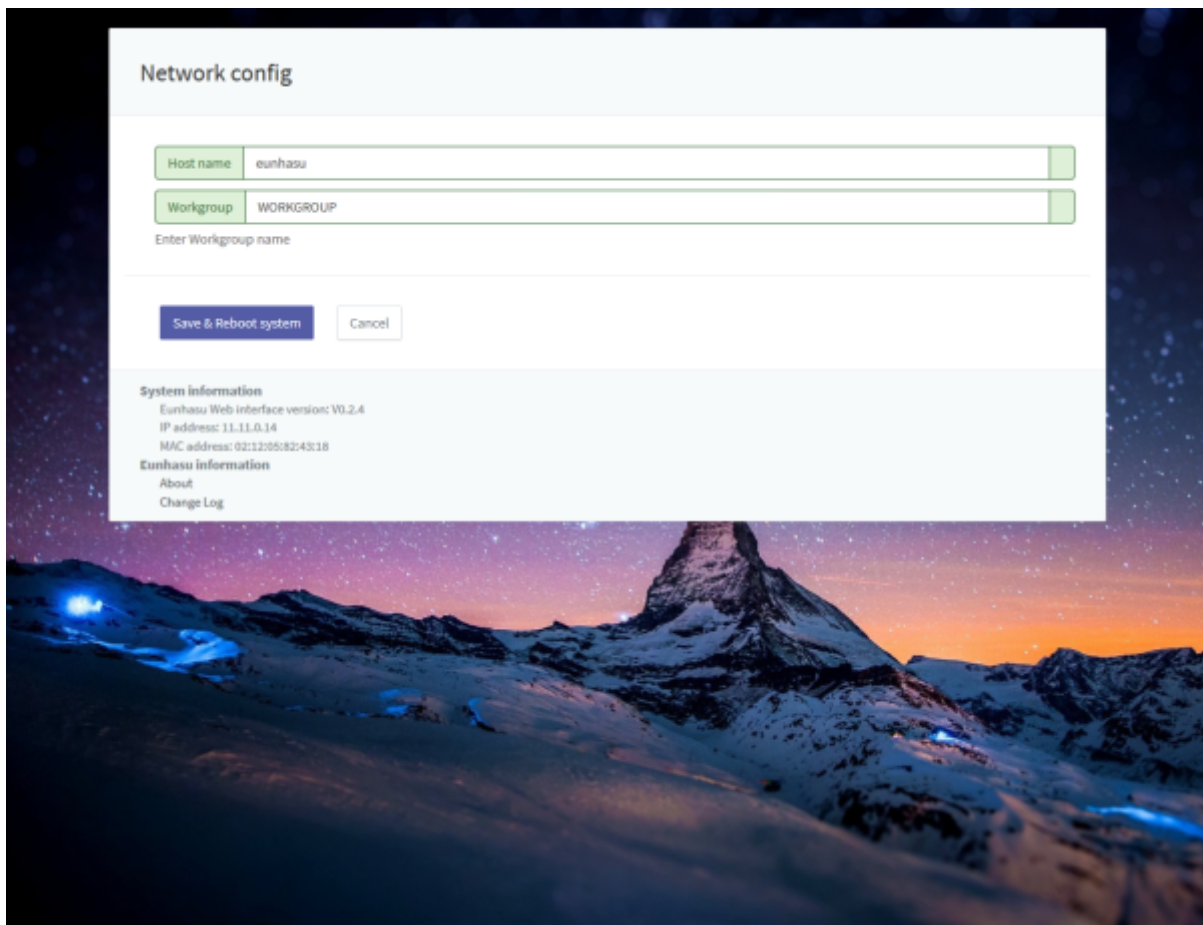 Network config
Host name eunhasu
Workgroup WORKGROUP
Enter Workgroup name
Save & Reboot system Cancel
System information
Eunhasu Web interface version: V0.2.4
IP address: 11.11.0.14
MAC address: 02:12:05:82:43:18
Eunhasu information
About
Change Log